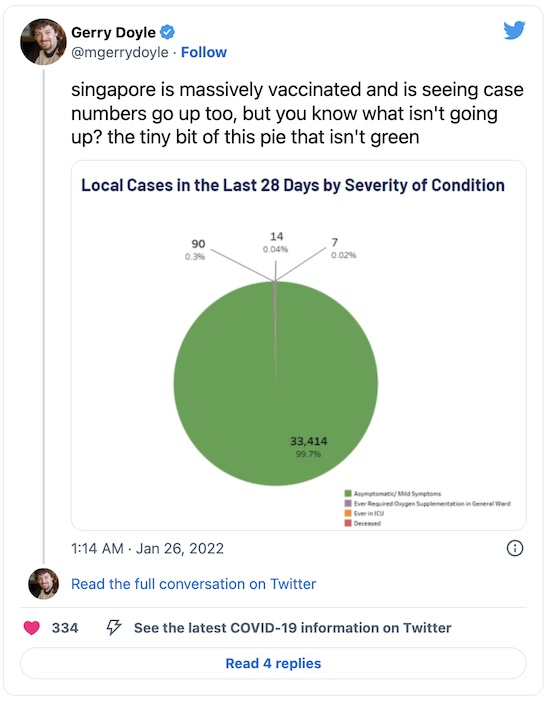 Gerry Doyle
@mgerrydoyle · Follow
singapore is massively vaccinated and is seeing case
numbers go up too, but you know what isn't going
up? the tiny bit of this pie that isn't green
Local Cases in the Last 28 Days by Severity of Condition
90
0.3%
14
0.04%
7
0.02%
33,414
99.7%
Asymptomatic/ Mild Symptoms
Ever Required Oxygen Supplementation in General Ward
Ever in ICU
Deceased
1:14 AM · Jan 26, 2022
Read the full conversation on Twitter
334 See the latest COVID-19 information on Twitter
Read 4 replies